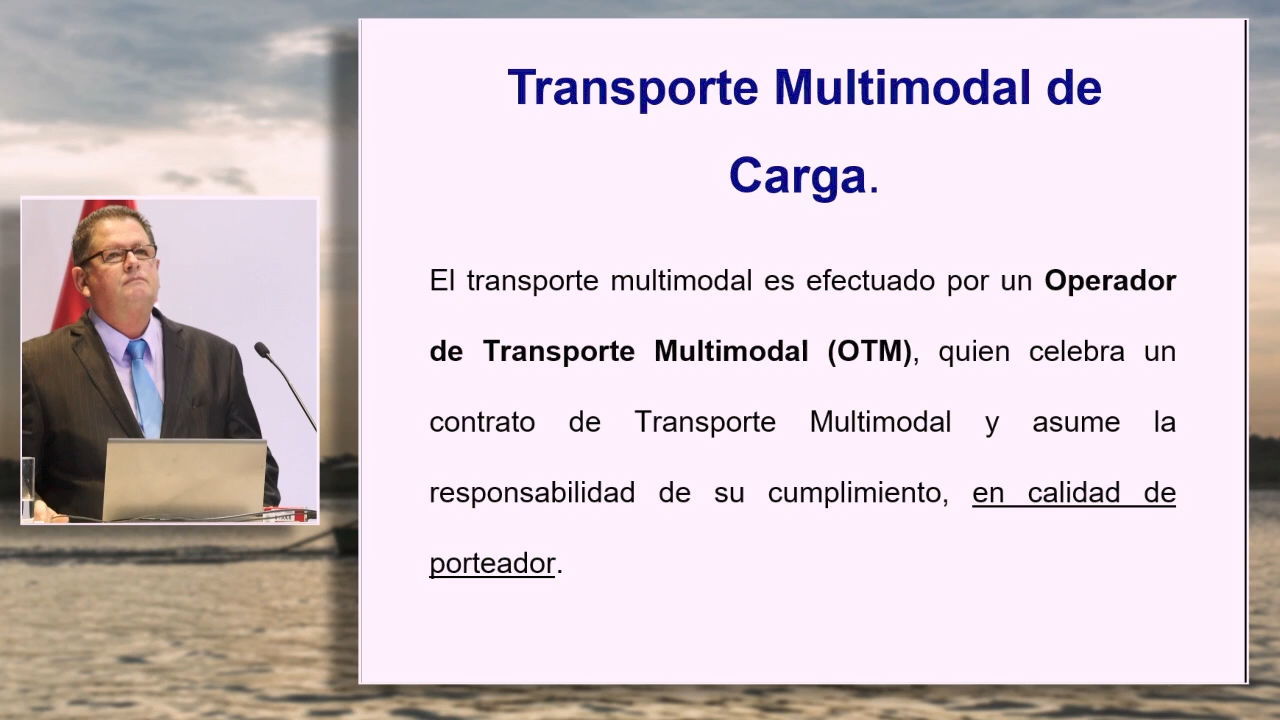 Transporte Multimodal de
Carga.
El transporte multimodal es efectuado por un Operador
de Transporte Multimodal (OTM), quien celebra un
contrato de Transporte Multimodal y asume la
responsabilidad de su cumplimiento, en calidad de
porteador.